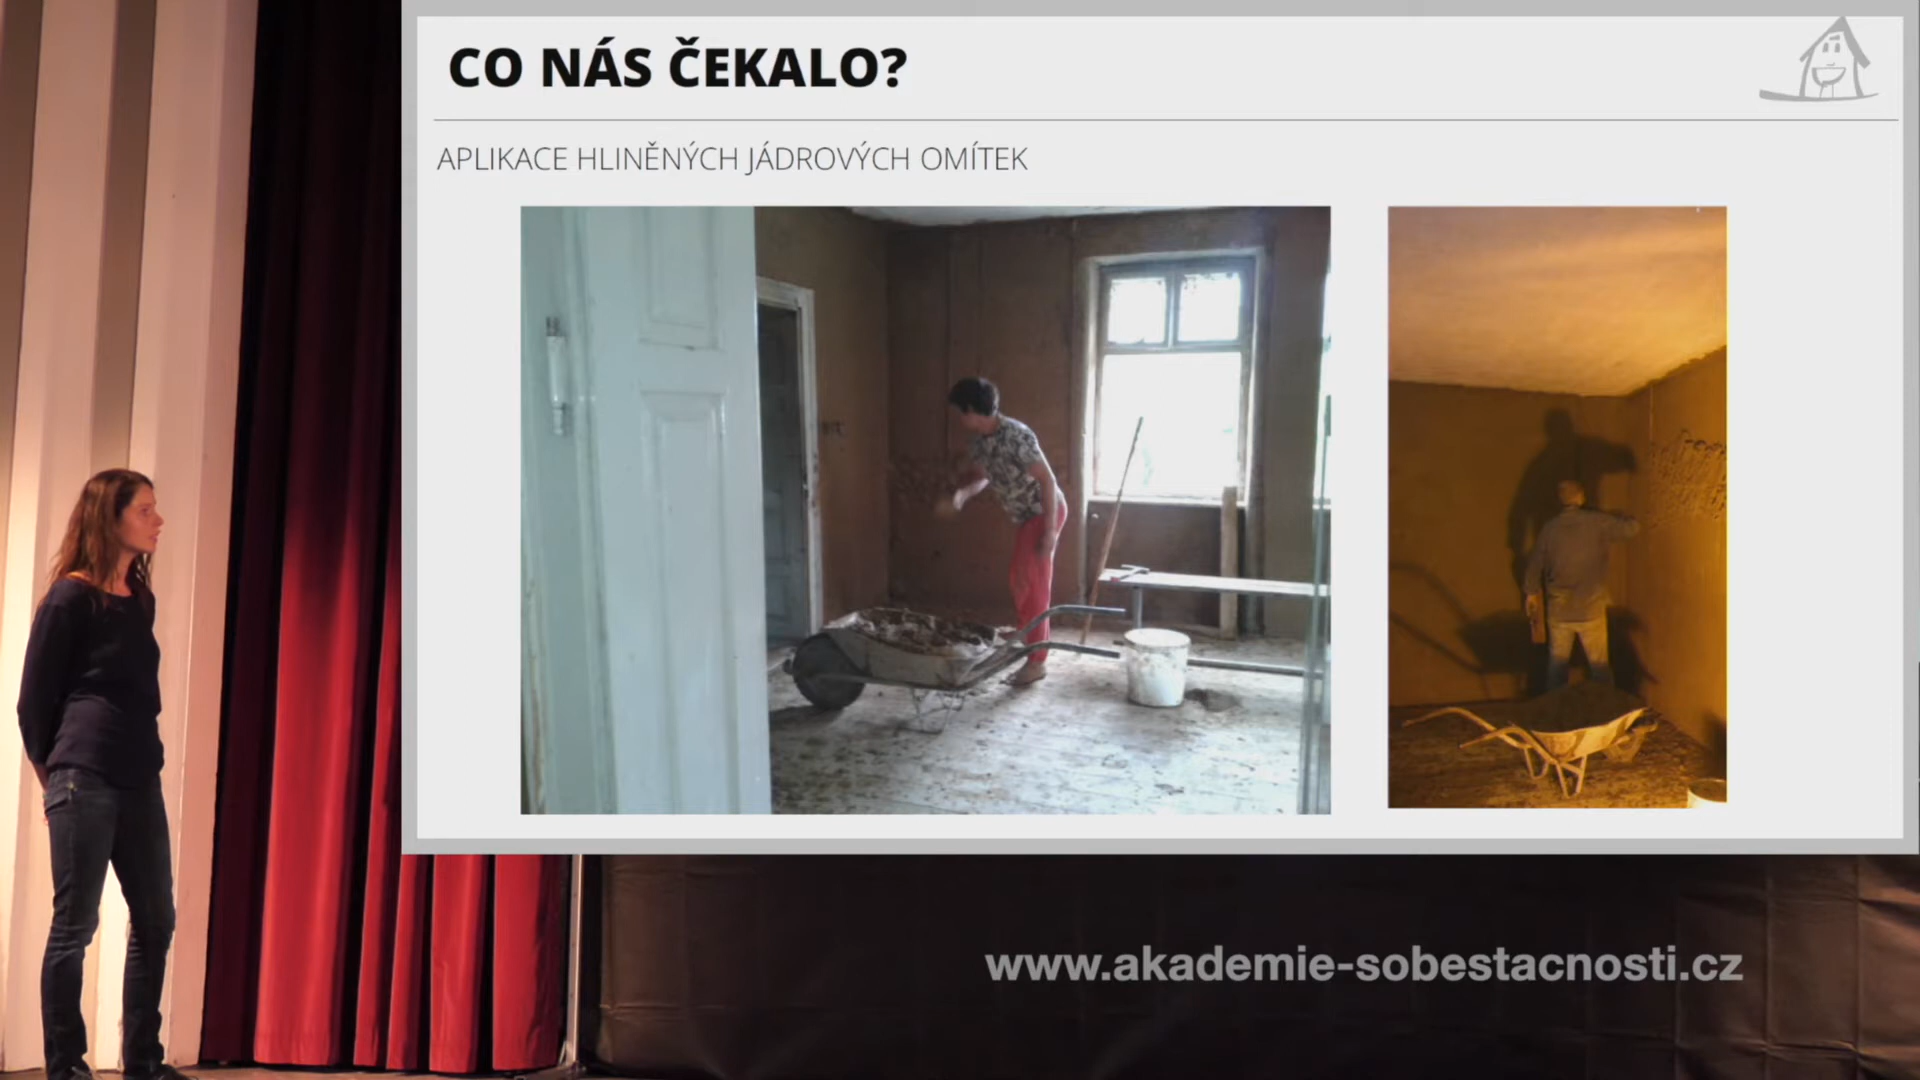 CO NÁS ČEKALO?
APLIKACE HLINĚNÝCH JÁDROVÝCH OMÍTEK
www.akademie-sobestacnosti.cz